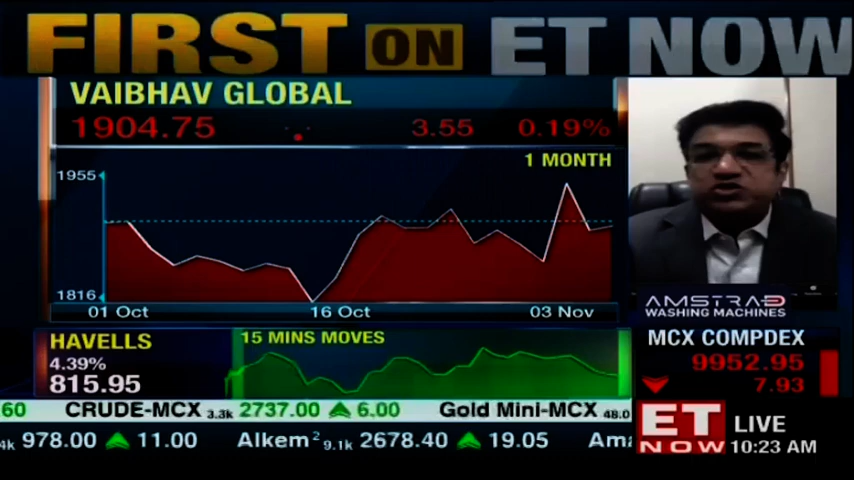 FIRST ON ET NOW
VAIBHAV GLOBAL
1904.75 3.55 0.19%
1 MONTH
1955
1816
01 Oct 16 Oct 03 Nov
AMSTRAD
WASHING MACHINES
HAVELLS
4.39%
815.95
15 MINS MOVES
MCX COMPDEX
9952.95
7.93
60 CRUDE-MCX 3.3k 2737.00 6.00 Gold Mini-MCX 48.0
4k 978.00 11.00 Alkem 2 9.1k 2678.40 19.05 Ama
ET
NOW
LIVE
10:23 AM